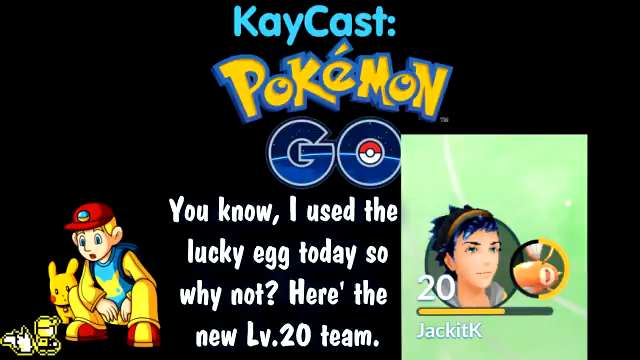 KayCast:
POKÉMON
TM
GO
You know, I used the
lucky egg today so
why not? Here' the
new Lv.20 team.
20
JackitK